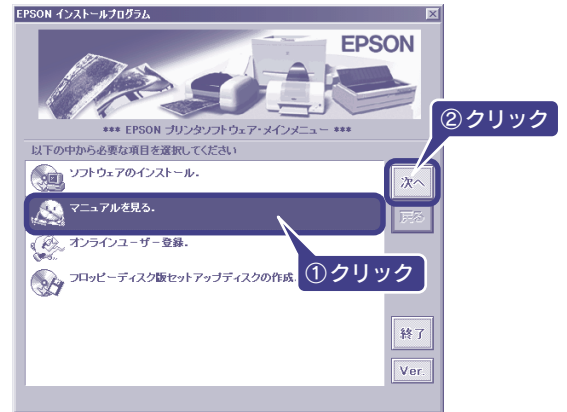 EPSON インストールプログラム
EPSON
*** EPSON プリンタソフトウェア・メインメニュー ***
以下の中から必要な項目を選択してください
②クリック
ソフトウェアのインストール.
次へ
マニュアルを見る.
戻る
オンラインユーザー登録.
①クリック
フロッピーディスク版セットアップディスクの作成.
終了
Ver.